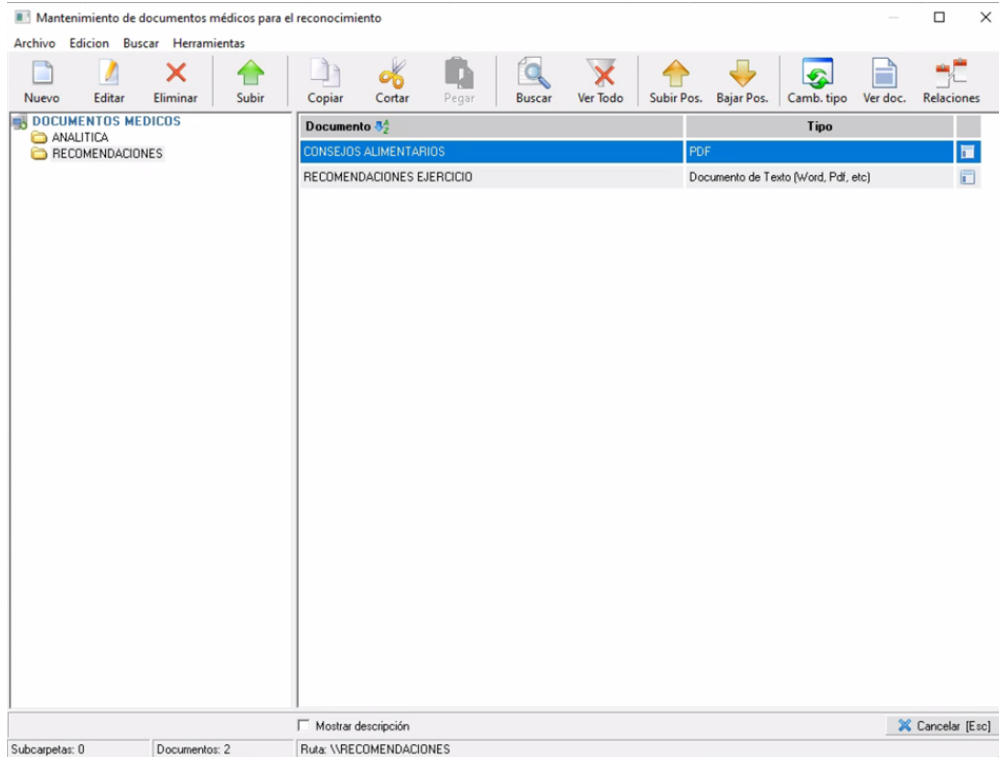 Mantenimiento de documentos médicos para el reconocimiento
Archivo Edicion Buscar Herramientas
Nuevo Editar Eliminar Subir Copiar Cortar Pegar Buscar Ver Todo Subir Pos. Bajar Pos. Camb. tipo Ver doc. Relaciones
DOCUMENTOS MEDICOS
ANALITICA
RECOMENDACIONES
Documento Tipo
CONSEJOS ALIMENTARIOS PDF
RECOMENDACIONES EJERCICIO Documento de Texto (Word, Pdf, etc)
Mostrar descripción Cancelar [Esc]
Subcarpetas: 0 Documentos: 2 Ruta: \\RECOMENDACIONES